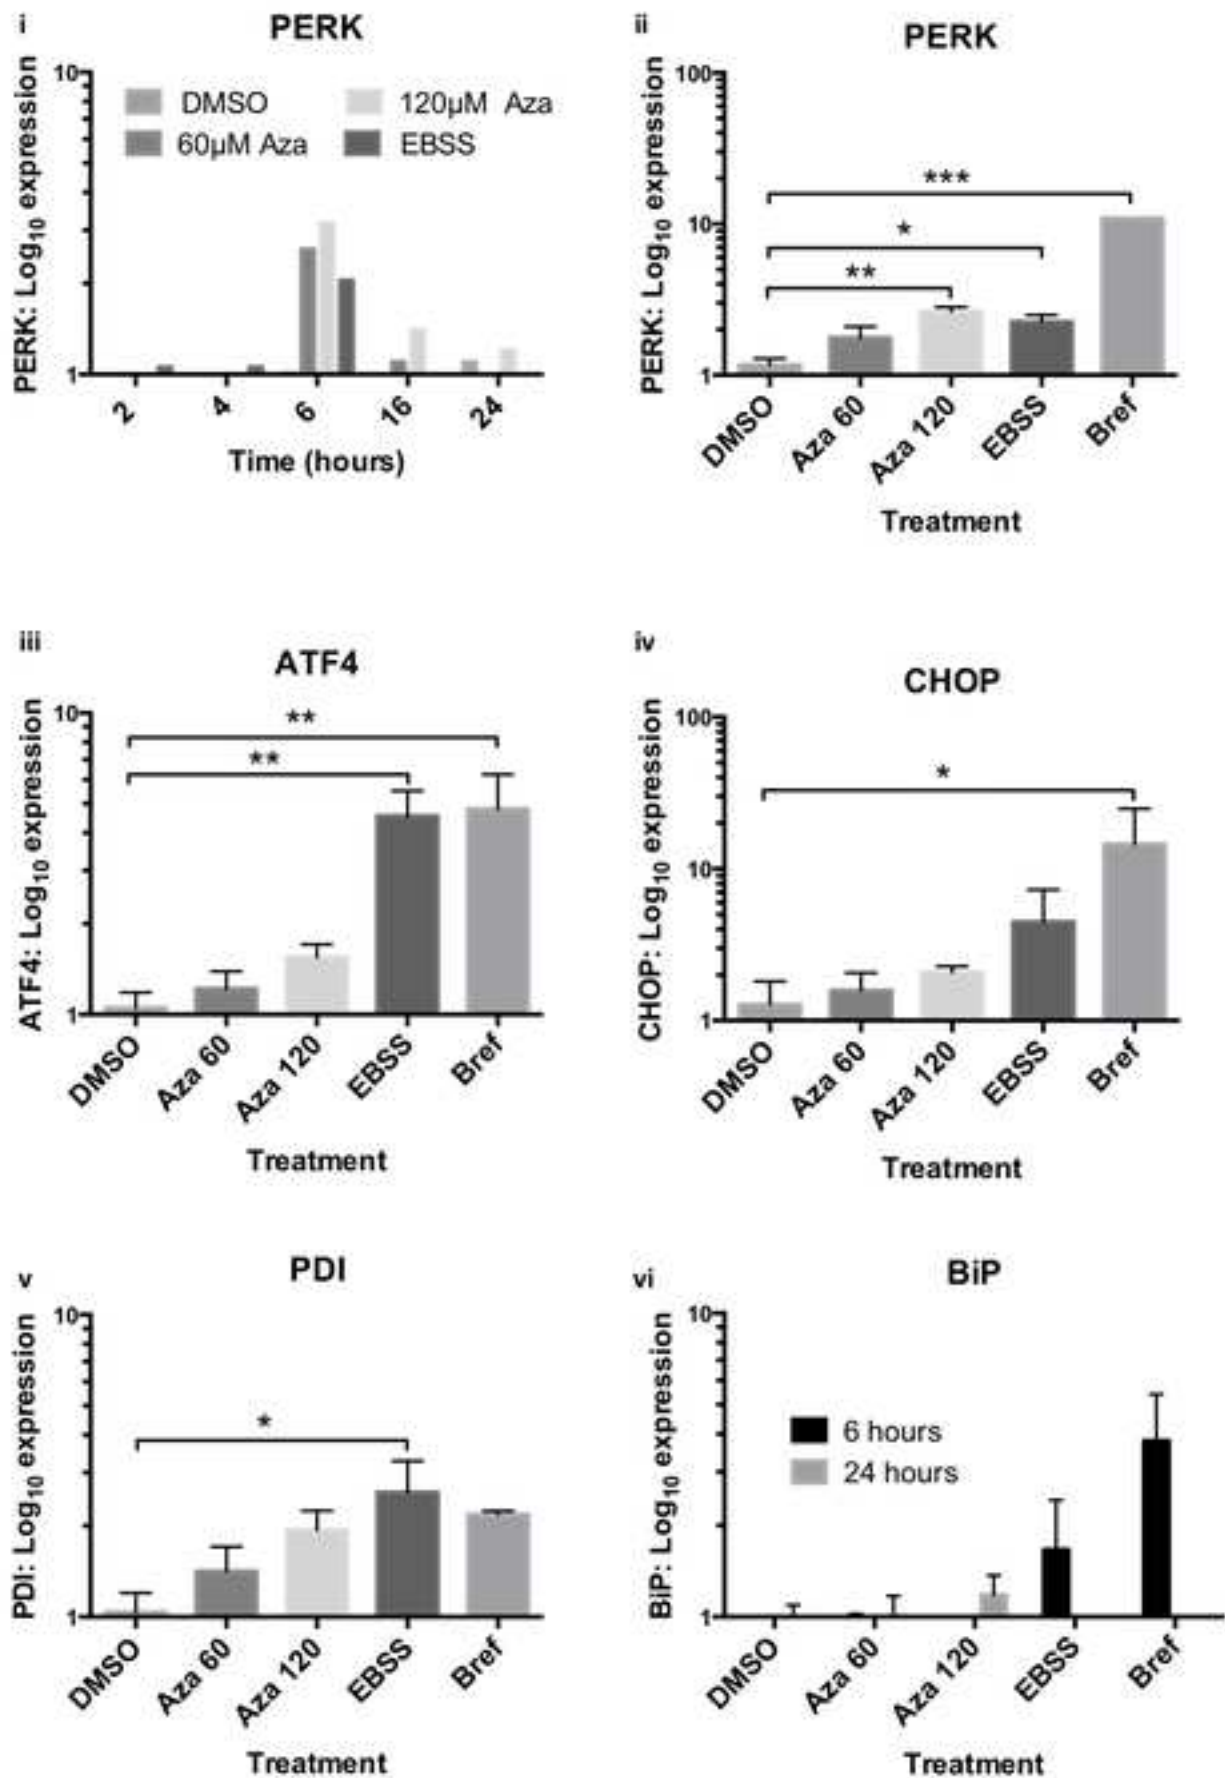 i
PERK
PERK: Log10 expression
10
1
DMSO
120µM Aza
60µM Aza
EBSS
2
4
6
16
24
Time (hours)
ii
PERK
PERK: Log10 expression
100
10
1
***
*
**
DMSO
Aza 60
Aza 120
EBSS
Bref
Treatment
iii
ATF4
ATF4: Log10 expression
10
1
**
**
DMSO
Aza 60
Aza 120
EBSS
Bref
Treatment
iv
CHOP
CHOP: Log10 expression
100
10
1
*
DMSO
Aza 60
Aza 120
EBSS
Bref
Treatment
v
PDI
PDI: Log10 expression
10
1
*
DMSO
Aza 60
Aza 120
EBSS
Bref
Treatment
vi
BiP
BiP: Log10 expression
10
1
6 hours
24 hours
DMSO
Aza 60
Aza 120
EBSS
Bref
Treatment